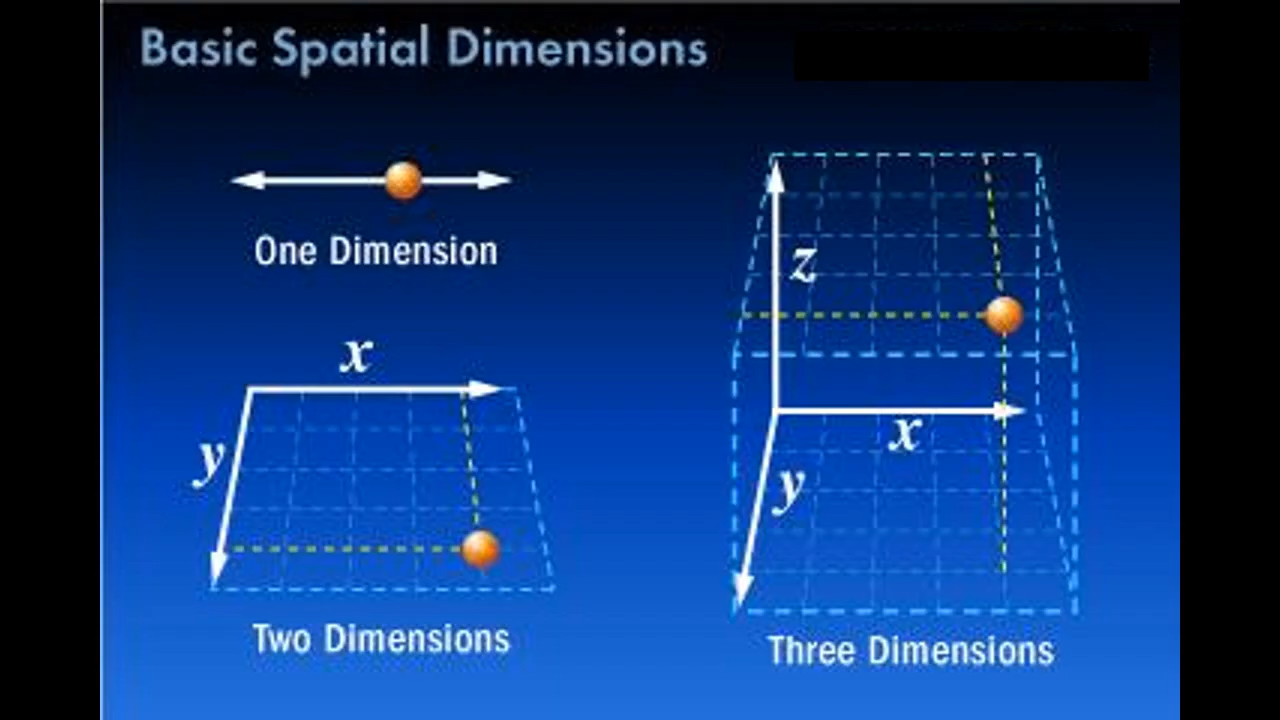 Basic Spatial Dimensions
One Dimension
x
y
Two Dimensions
z
x
y
Three Dimensions